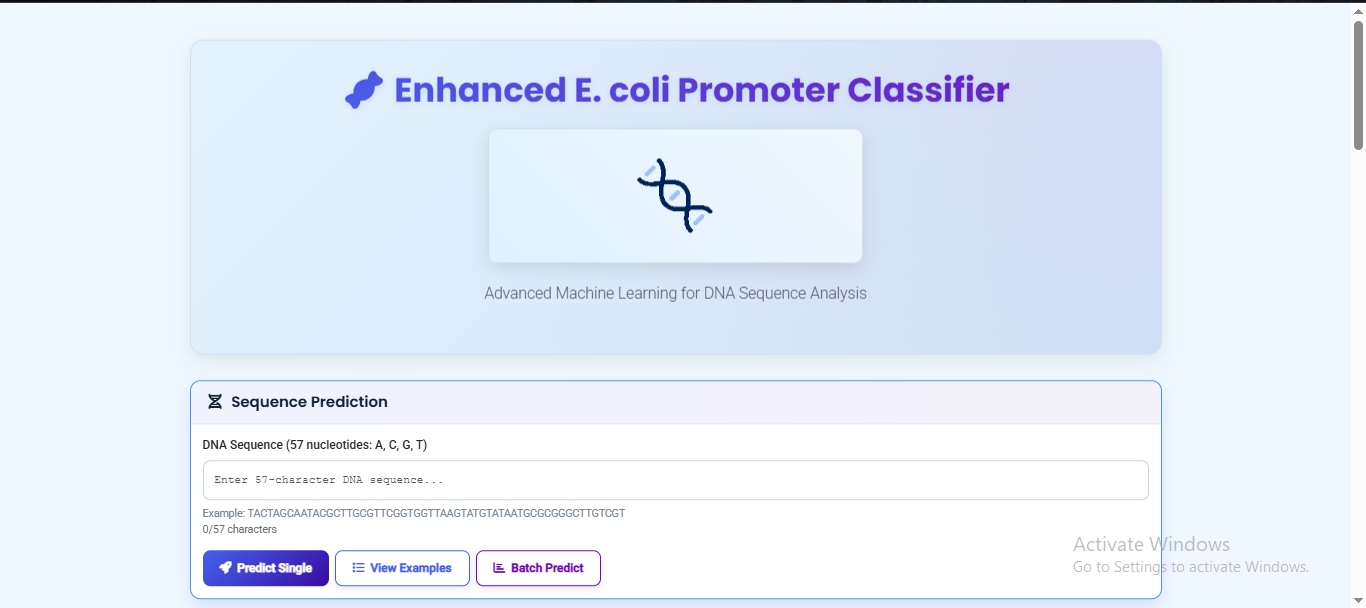 Enhanced E. coli Promoter Classifier
Advanced Machine Learning for DNA Sequence Analysis
Sequence Prediction
DNA Sequence (57 nucleotides: A, C, G, T)
Enter 57-character DNA sequence...
Example: TACTAGCAATACGCTTGCGTTCGGTGGTTAAGTATGTATAATGCGCGGGCTTGTCGT
0/57 characters
Predict Single View Examples Batch Predict
Activate Windows
Go to Settings to activate Windows.